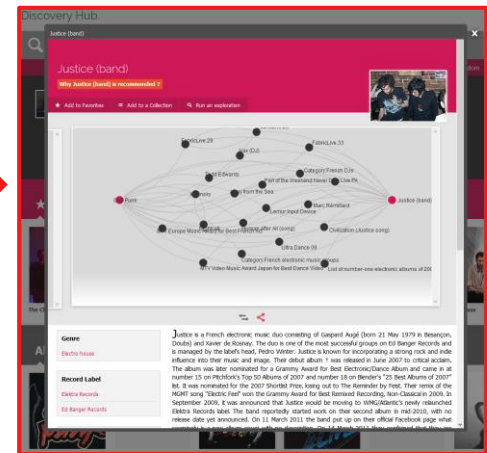 Discovery Hub
Justice (band)
x
Justice (band)
Why Justice (band) is recommended ?
Add to Favorites
Add to a Collection
Run an exploration
FabricLive.29
FabricLive.33
(DJ)
Edwards
Category:French DJs
Part of the Weekend Never
from the Sea
Justice (band)
Lemur Input Device
Civilization (Justice song)
Ultra Dance 09
Category:French electronic music groups
MTV Video Music Award Japan for Best Dance Video
List of number-one electronic albums of 200
Genre
Electro house
Record Label
Elektra Records
Ed Banger Records
Justice is a French electronic music duo consisting of Gaspard Augé (born 21 May 1979 in Besançon,
Doubs) and Xavier de Rosnay. The duo is one of the most successful groups on Ed Banger Records and
is managed by the label's head, Pedro Winter. Justice is known for incorporating a strong rock and indie
influence into their music and image. Their debut album † was released in June 2007 to critical acclaim.
The album was later nominated for a Grammy Award for Best Electronic/Dance Album and came in at
number 15 on Pitchfork's Top 50 Albums of 2007 and number 18 on Bender's "25 Best Albums of 2007"
list. It was nominated for the 2007 Shortlist Prize, losing out to The Reminder by Feist. Their remix of the
MGMT song "Electric Feel" won the Grammy Award for Best Remixed Recording, Non-Classical in 2009. In
September 2009, it was announced that Justice would be moving to WMG/Atlantic's newly relaunched
Elektra Records label. The band reportedly started work on their second album in mid-2010, with no
release date yet announced. On 11 March 2011 the band put up on their official Facebook page what